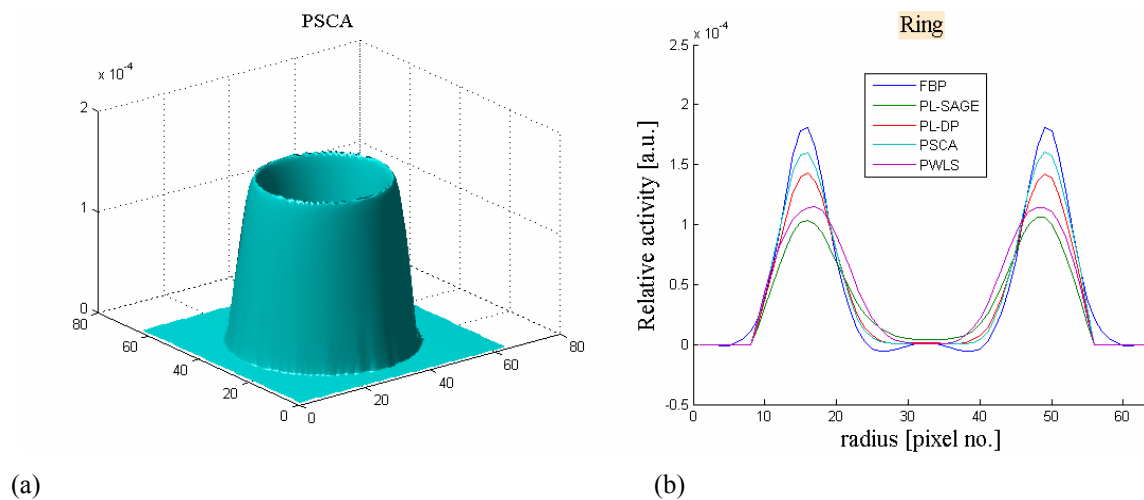 PSCA
x 10⁻⁴
2
1
0
80
60
40
20
0
0
20
40
60
80
(a)
Ring
x 10⁻⁴
2.5
2
1.5
1
0.5
0
-0.5
0 10 20 30 40 50 60
Relative activity [a.u.]
radius [pixel no.]
FBP
PL-SAGE
PL-DP
PSCA
PWLS
(b)